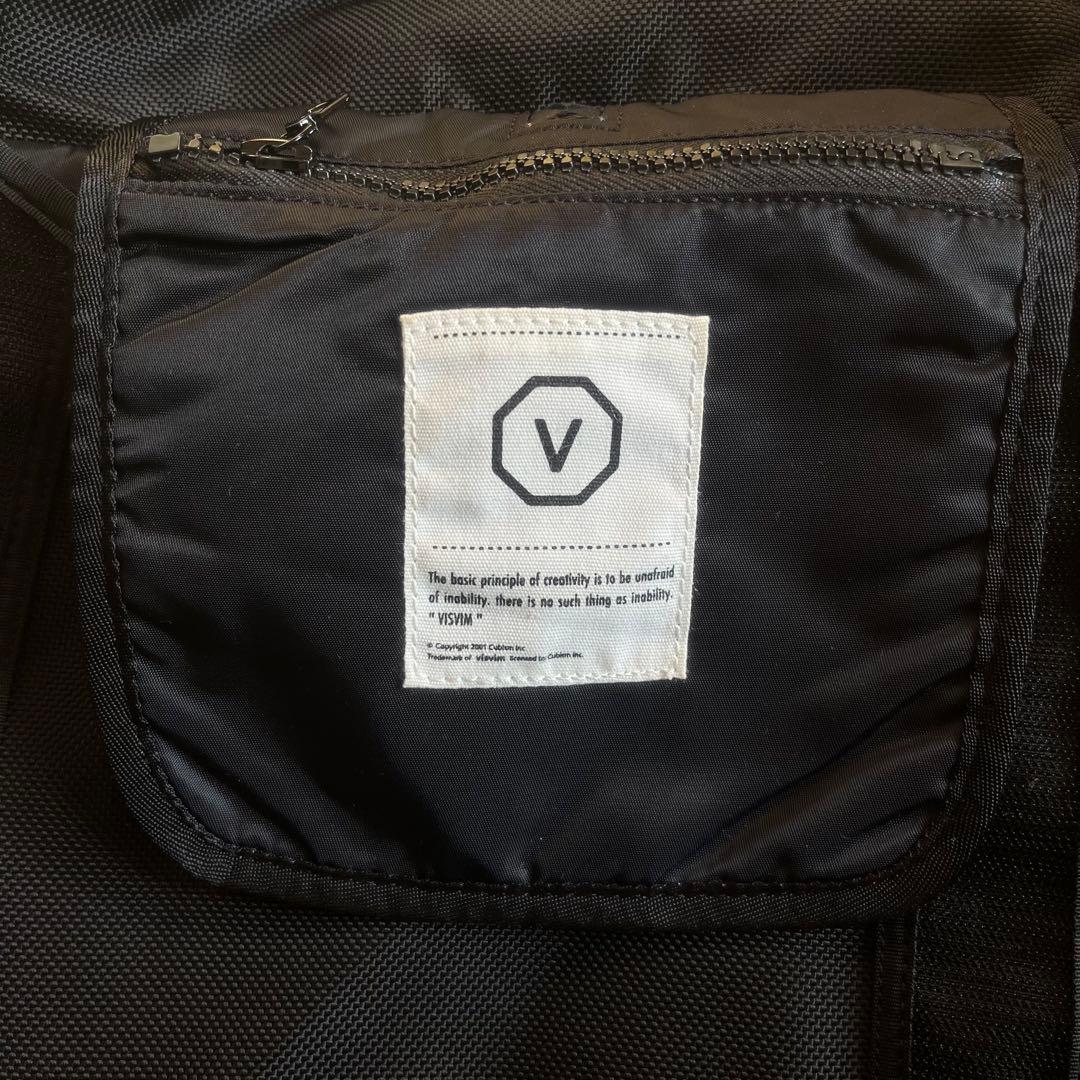 V
The basic principle of creativity is to be unafraid
of inability. there is no such thing as inability.
" VISVIM "
© Copyright 2001 Cubism Inc.
Trademark of visvim licensed to Cubism Inc.